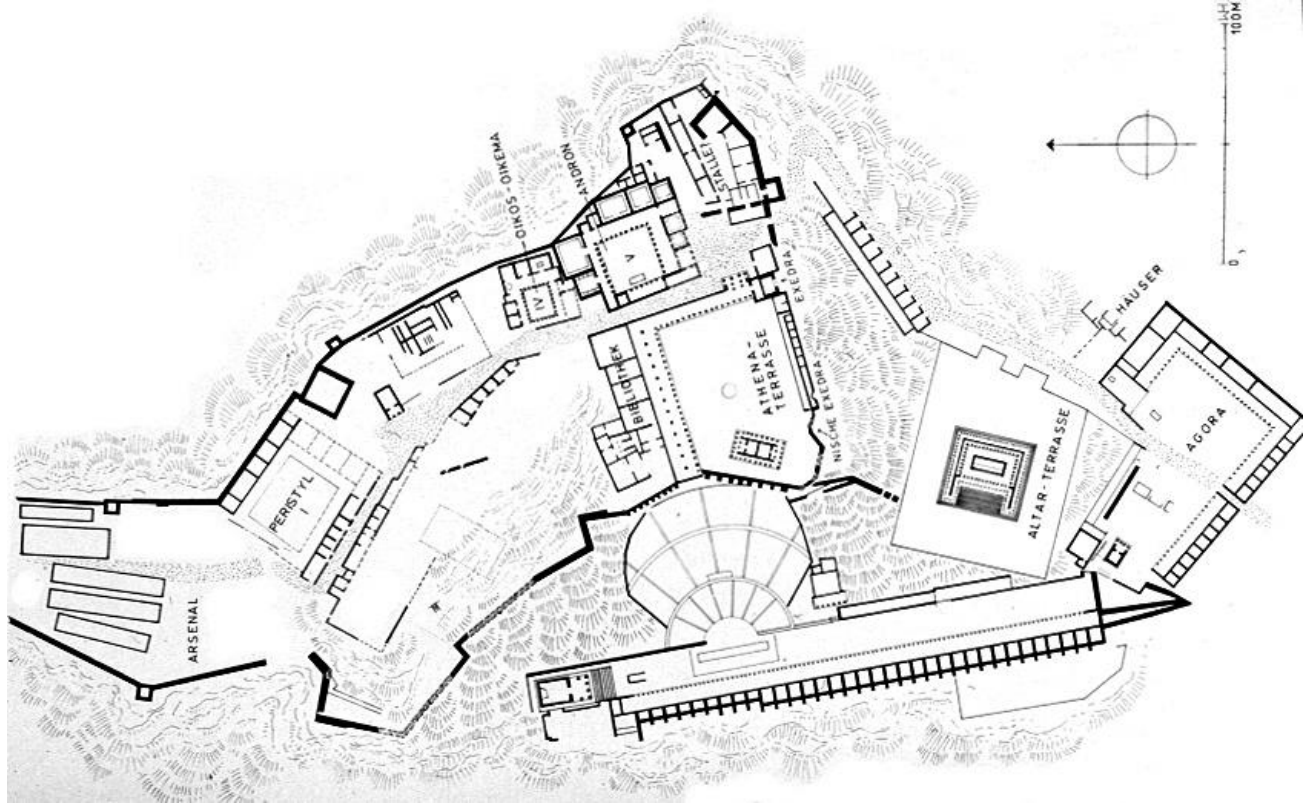 100M
0
OIKOS-OIKEMA
ANDRON
STALLE?
V
IV
III
EXEDRA
HÄUSER
BIBLIOTHEK
ATHENA-
TERRASSE
NISCHE EXEDRA
AGORA
ALTAR-TERRASSE
PERISTYL
ARSENAL